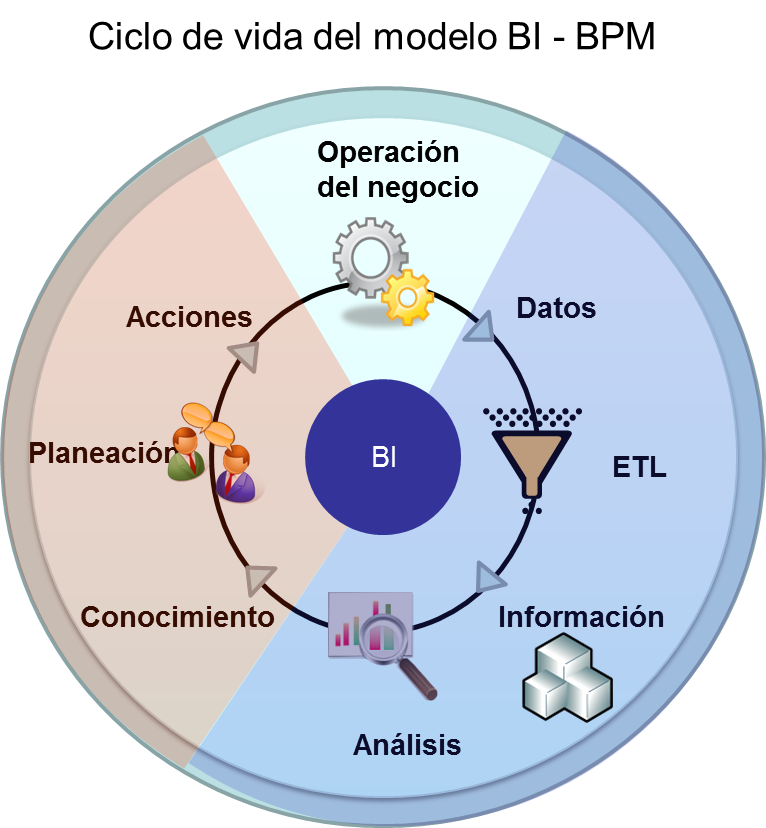 Ciclo de vida del modelo BI - BPM
Operación
del negocio
Datos
ETL
Información
Análisis
Conocimiento
Planeación
Acciones
BI